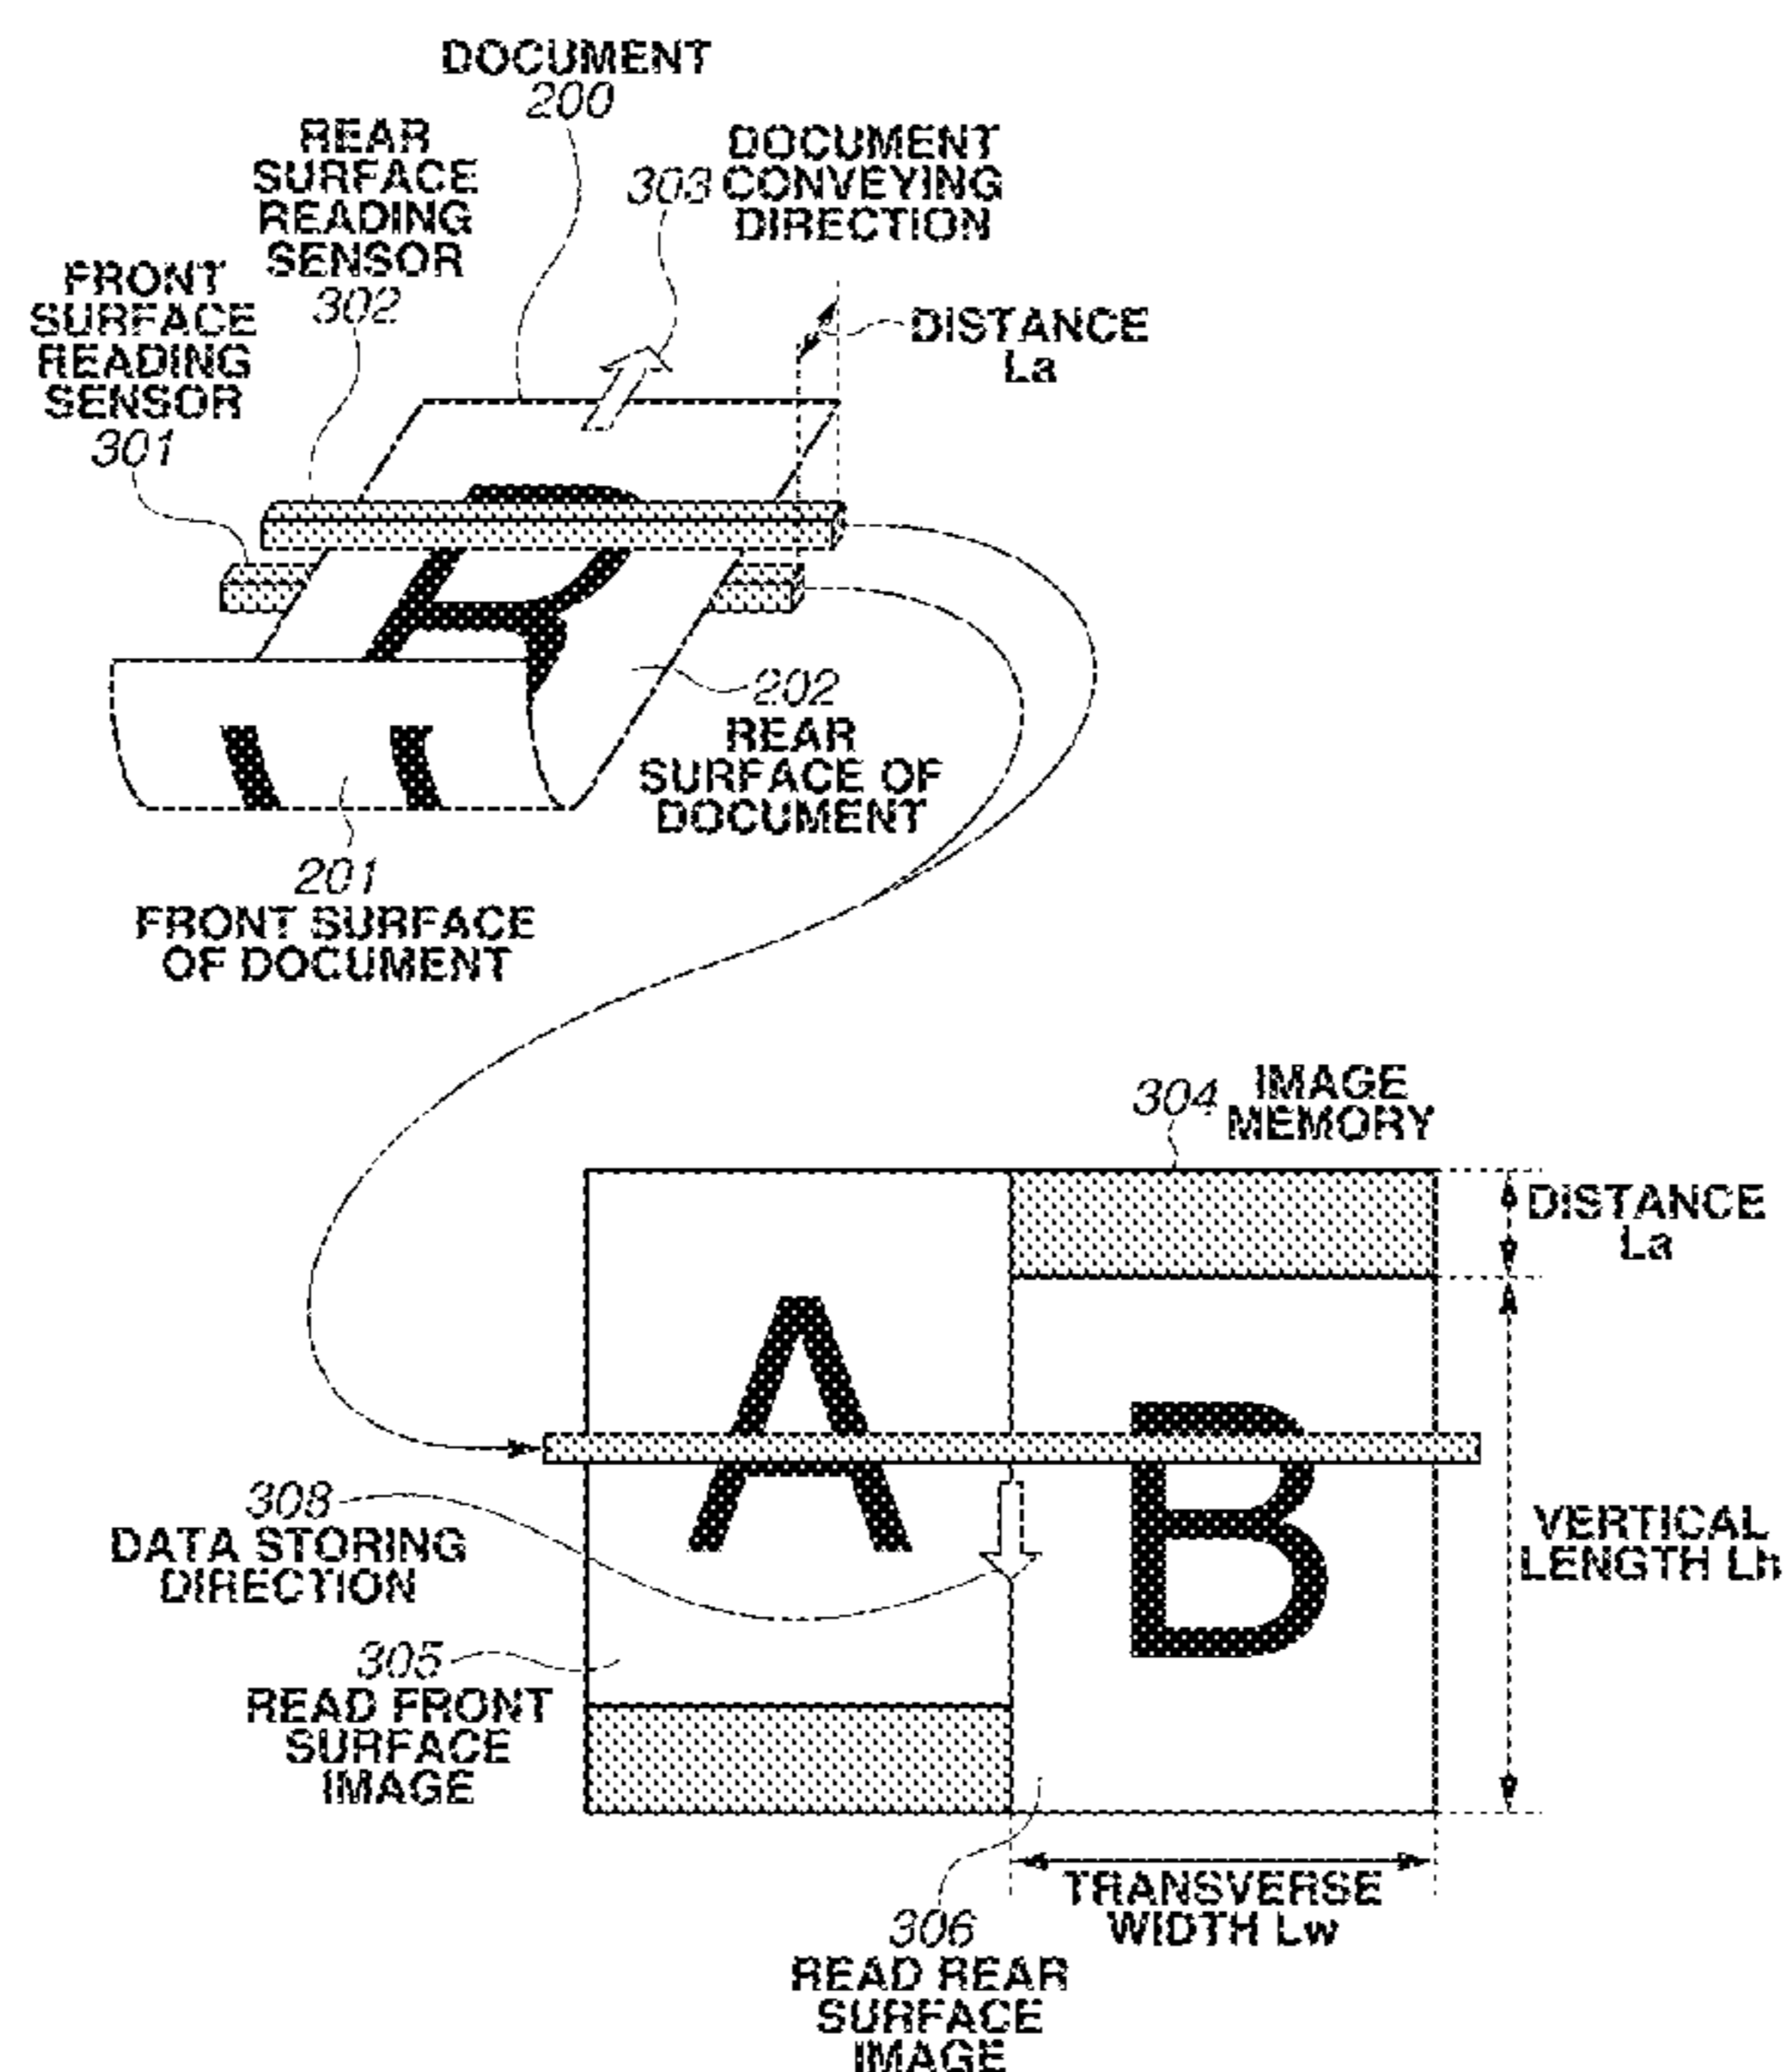 DOCUMENT
200
REAR
SURFACE
READING
SENSOR
302
303 DOCUMENT
CONVEYING
DIRECTION
FRONT
SURFACE
READING
SENSOR
301
DISTANCE
La
B
202
REAR
SURFACE OF
DOCUMENT
201
FRONT SURFACE
OF DOCUMENT
304 IMAGE
MEMORY
DISTANCE
La
A
B
308
DATA STORING
DIRECTION
VERTICAL
LENGTH Lh
305
READ FRONT
SURFACE
IMAGE
TRANSVERSE
WIDTH Lw
306
READ REAR
SURFACE
IMAGE